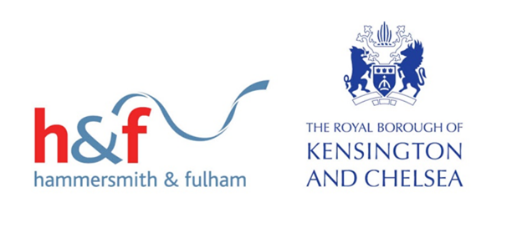 h&f
hammersmith & fulham
THE ROYAL BOROUGH OF
KENSINGTON
AND CHELSEA